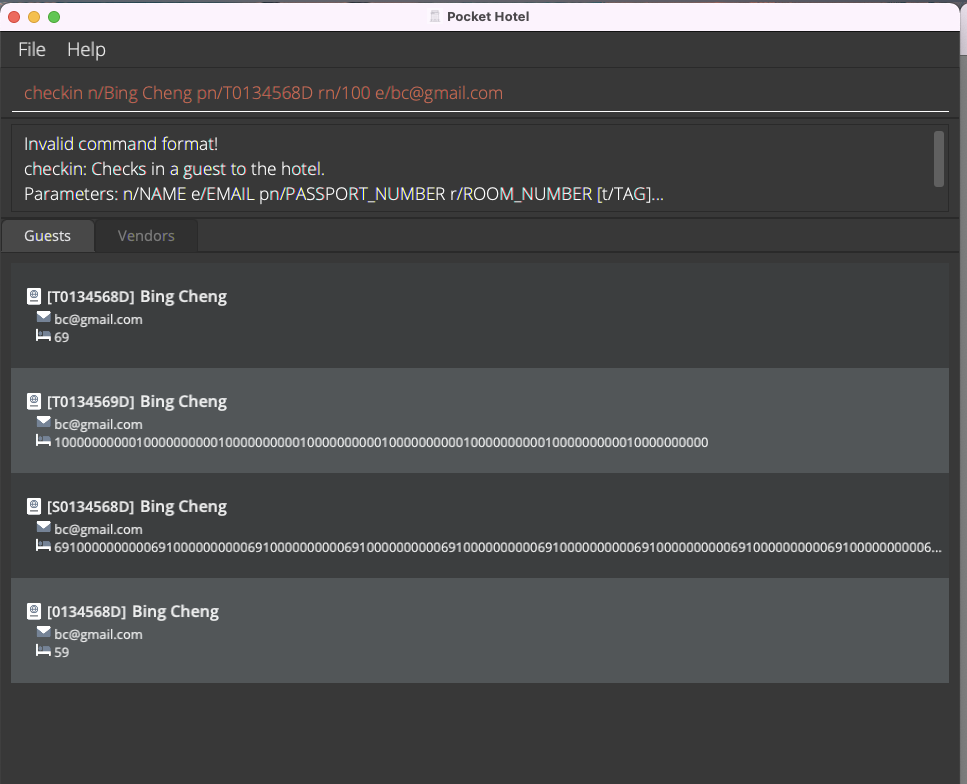 Pocket Hotel
File Help
checkin n/Bing Cheng pn/T0134568D rn/100 e/bc@gmail.com
Invalid command format!
checkin: Checks in a guest to the hotel.
Parameters: n/NAME e/EMAIL pn/PASSPORT_NUMBER r/ROOM_NUMBER [t/TAG]...
Guests Vendors
[T0134568D] Bing Cheng
bc@gmail.com
69
[T0134569D] Bing Cheng
bc@gmail.com
1000000000010000000000100000000001000000000010000000000100000000001000000000010000000000
[S0134568D] Bing Cheng
bc@gmail.com
6910000000000691000000000069100000000006910000000000691000000000069100000000006910000000000691000000000069100000000006...
[0134568D] Bing Cheng
bc@gmail.com
59